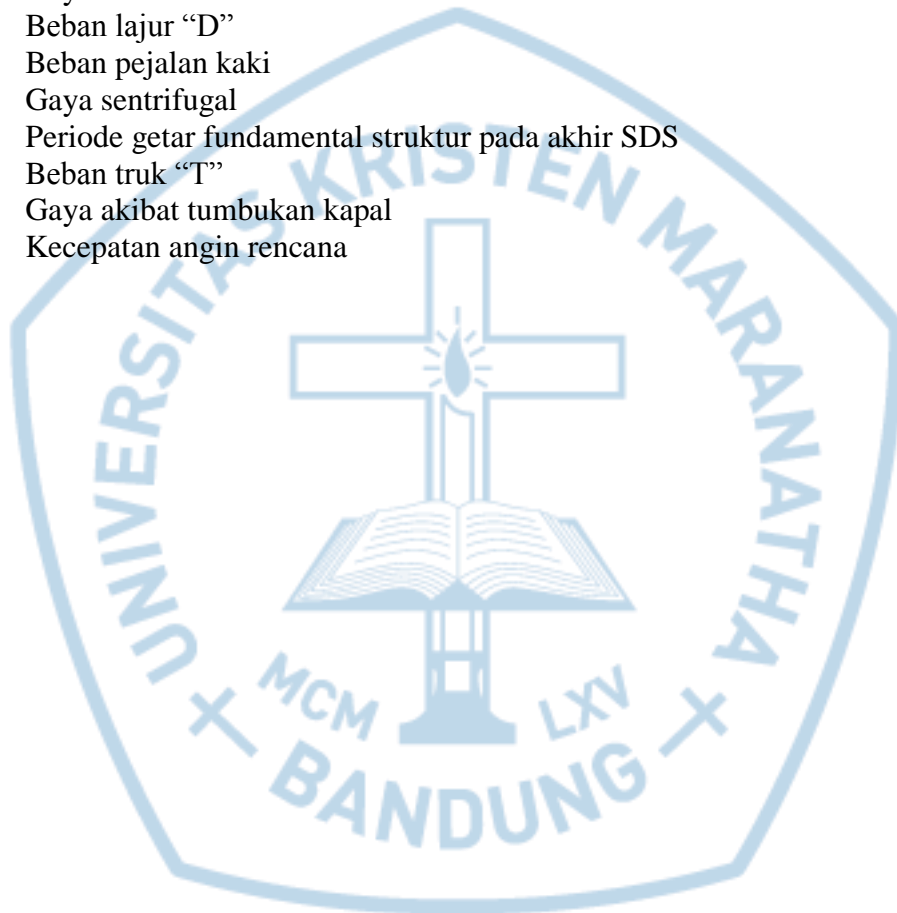 Beban lajur “D”
Beban pejalan kaki
Gaya sentrifugal
Periode getar fundamental struktur pada akhir SDS
Beban truk “T”
Gaya akibat tumbukan kapal
Kecepatan angin rencana
UNIVERSITAS KRISTEN MARANATHA
MCM LXV
BANDUNG